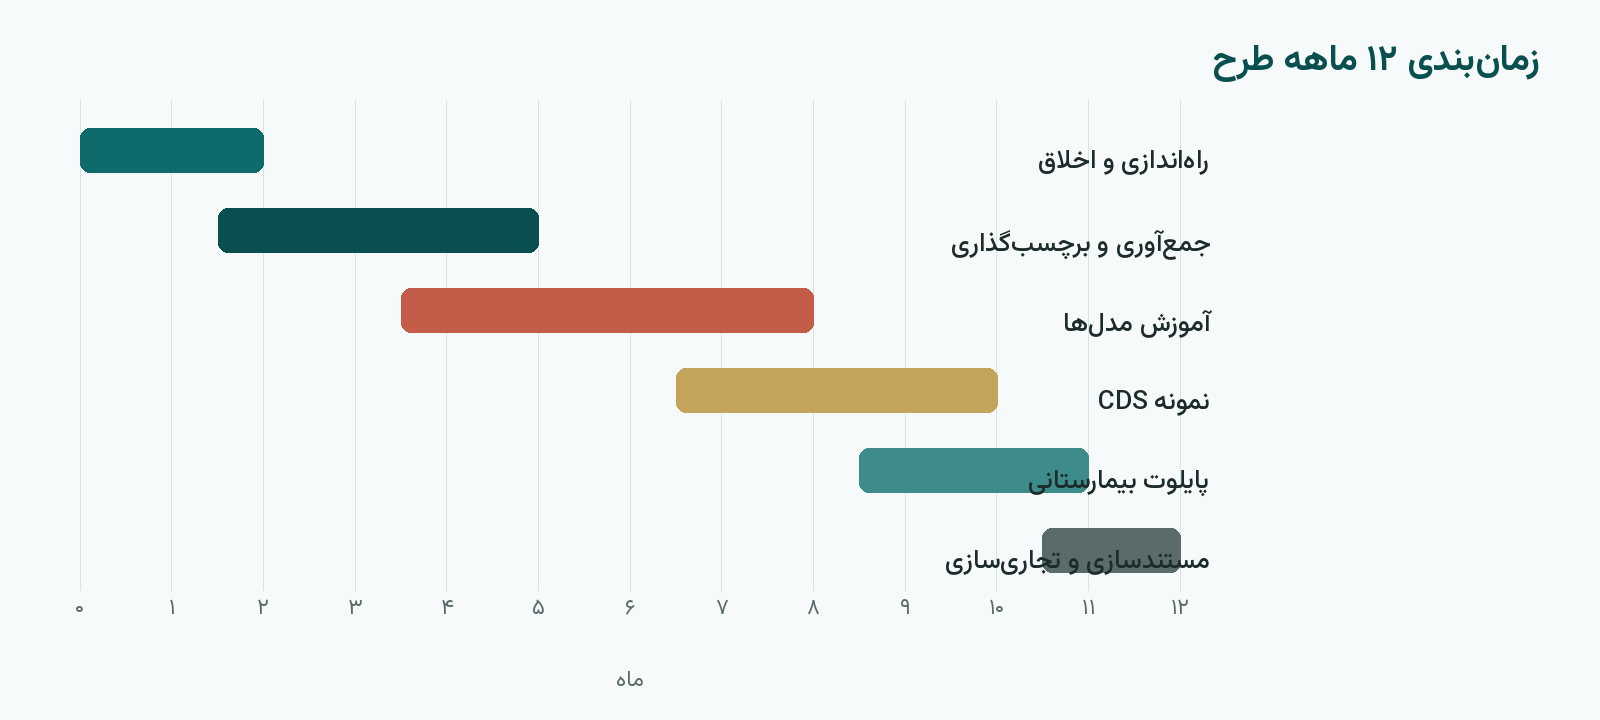 زمان‌بندی ۱۲ ماهه طرح
راه‌اندازی و اخلاق
جمع‌آوری و برچسب‌گذاری
آموزش مدل‌ها
نمونه CDS
پایلوت بیمارستانی
مستندسازی و تجاری‌سازی
۰ ۱ ۲ ۳ ۴ ۵ ۶ ۷ ۸ ۹ ۱۰ ۱۱ ۱۲
ماه